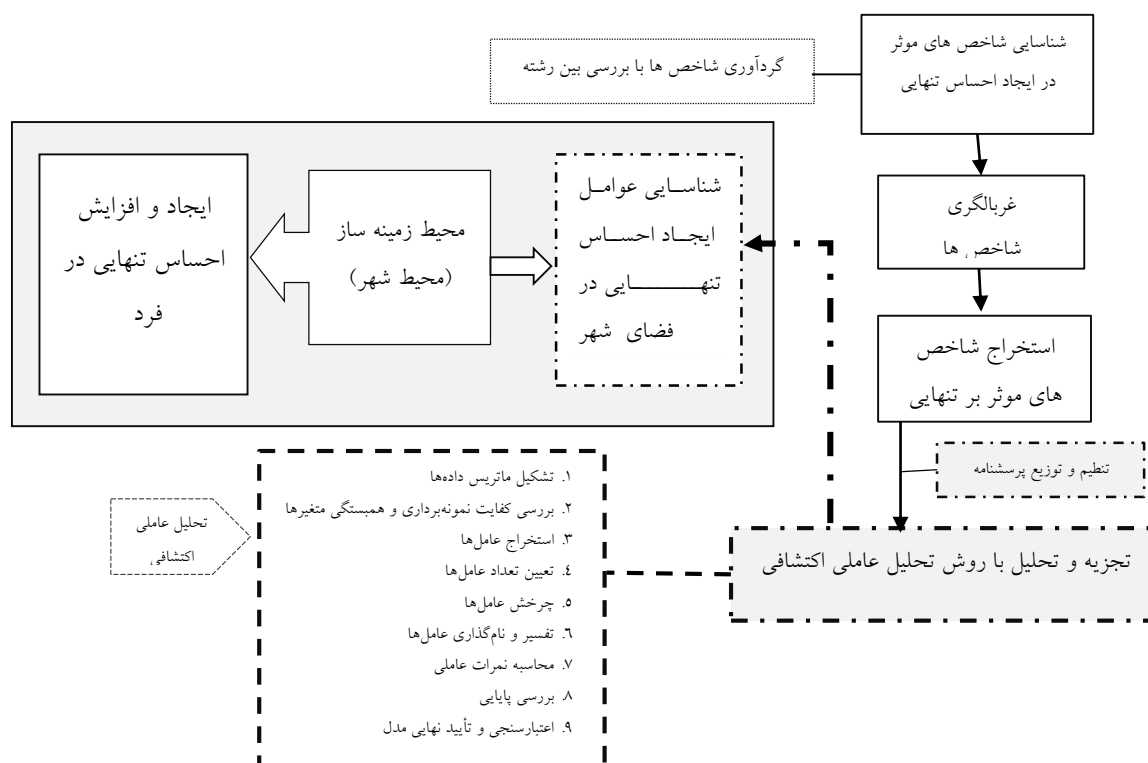 شناسایی شاخص های موثر
در ایجاد احساس تنهایی
گردآوری شاخص ها با بررسی بین رشته
غربالگری
شاخص ها
استخراج شاخص
های موثر بر تنهایی
تنظیم و توزیع پرسشنامه
تجزیه و تحلیل با روش تحلیل عاملی اکتشافی
شناسایی عوامل
ایجاد احساس
تنهایی در
فضای شهر
محیط زمینه ساز
(محیط شهر)
ایجاد و افزایش
احساس تنهایی در
فرد
تحلیل عاملی
اکتشافی
۱. تشکیل ماتریس داده‌ها
۲. بررسی کفایت نمونه‌برداری و همبستگی متغیرها
۳. استخراج عامل‌ها
۴. تعیین تعداد عامل‌ها
۵. چرخش عامل‌ها
۶. تفسیر و نام‌گذاری عامل‌ها
۷. محاسبه نمرات عاملی
۸. بررسی پایایی
۹. اعتبارسنجی و تأیید نهایی مدل